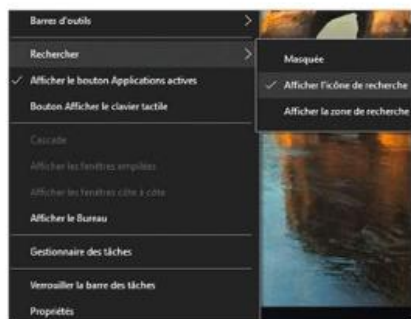 Barres d'outils
Rechercher
Afficher le bouton Applications actives
Bouton Afficher le clavier tactile
Cascade
Afficher les fenêtres empilées
Afficher les fenêtres côte à côte
Afficher le Bureau
Gestionnaire des tâches
Verrouiller la barre des tâches
Propriétés
Masquée
Afficher l'icône de recherche
Afficher la zone de recherche